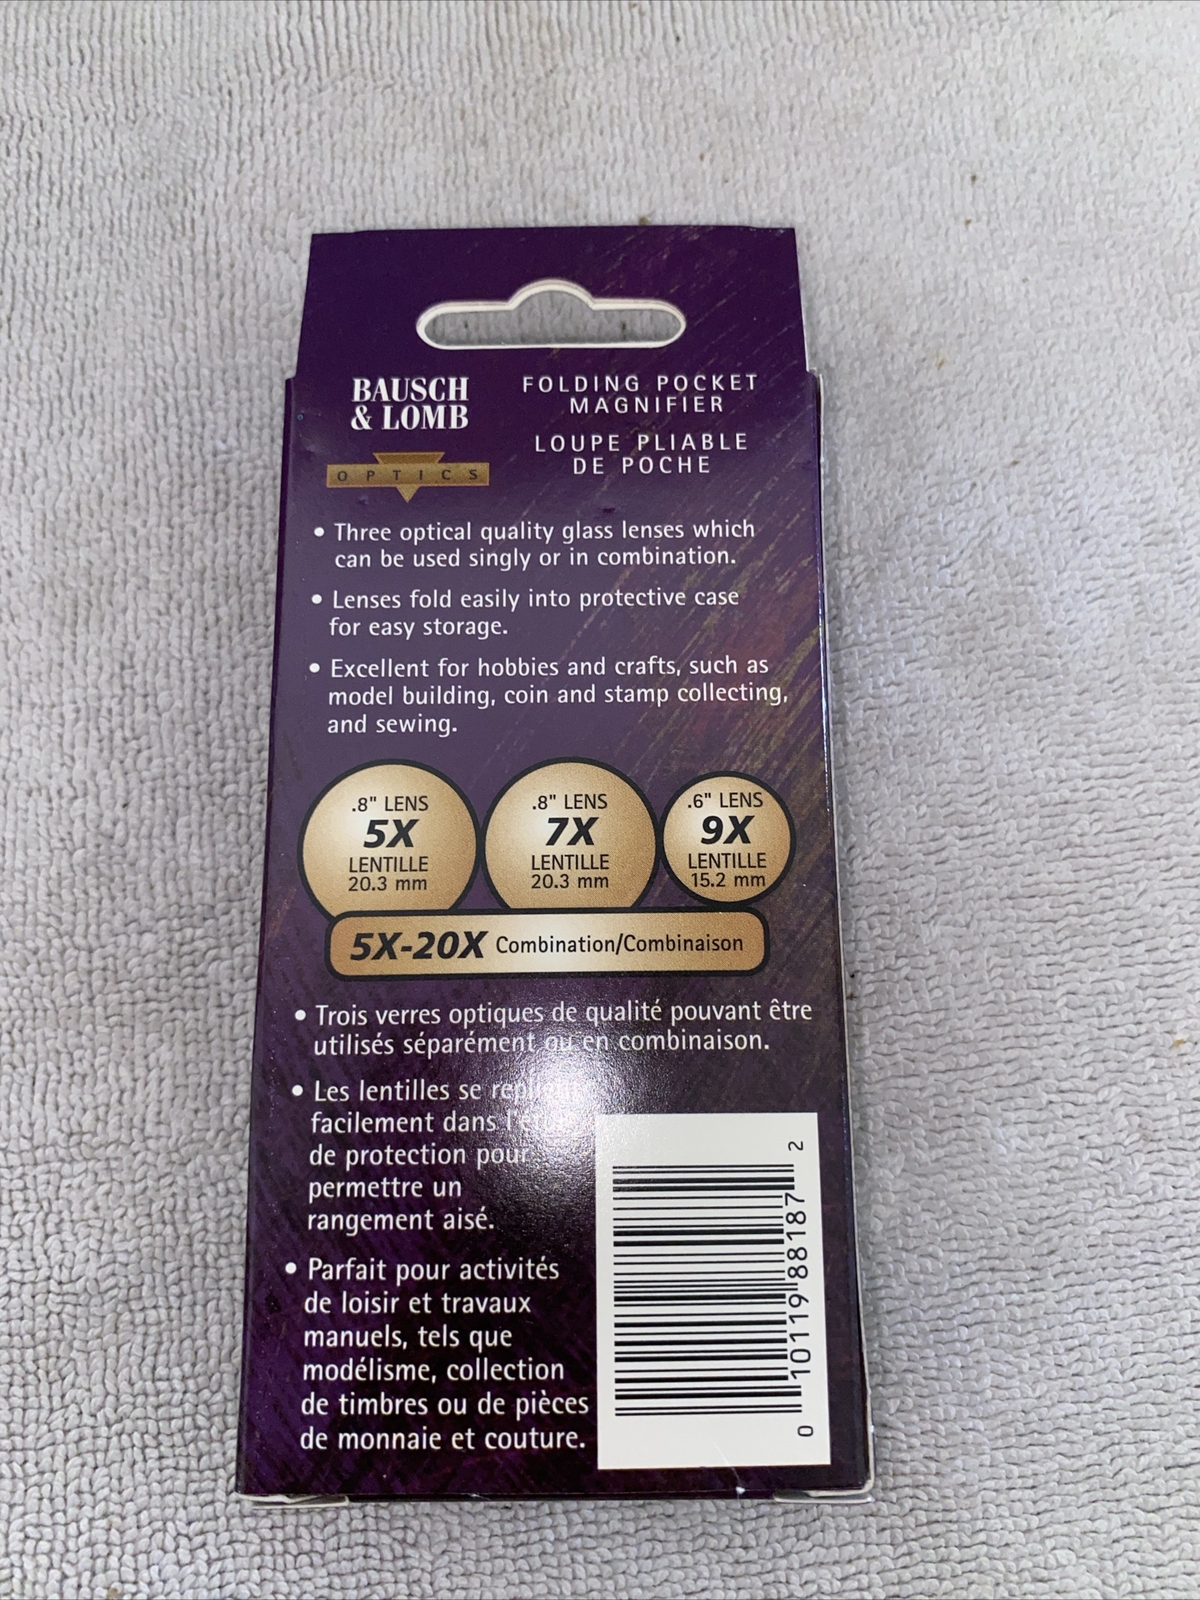 BAUSCH
& LOMB
OPTICS
FOLDING POCKET
MAGNIFIER
LOUPE PLIABLE
DE POCHE
• Three optical quality glass lenses which
can be used singly or in combination.
• Lenses fold easily into protective case
for easy storage.
• Excellent for hobbies and crafts, such as
model building, coin and stamp collecting,
and sewing.
.8" LENS
5X
LENTILLE
20.3 mm
.8" LENS
7X
LENTILLE
20.3 mm
.6" LENS
9X
LENTILLE
15.2 mm
5X-20X Combination/Combinaison
• Trois verres optiques de qualité pouvant être
utilisés séparément ou en combinaison.
• Les lentilles se
facilement dans
de protection pour
permettre un
rangement aisé.
• Parfait pour activités
de loisir et travaux
manuels, tels que
modélisme, collection
de timbres ou de pièces
de monnaie et couture.
0 10119 88187 2